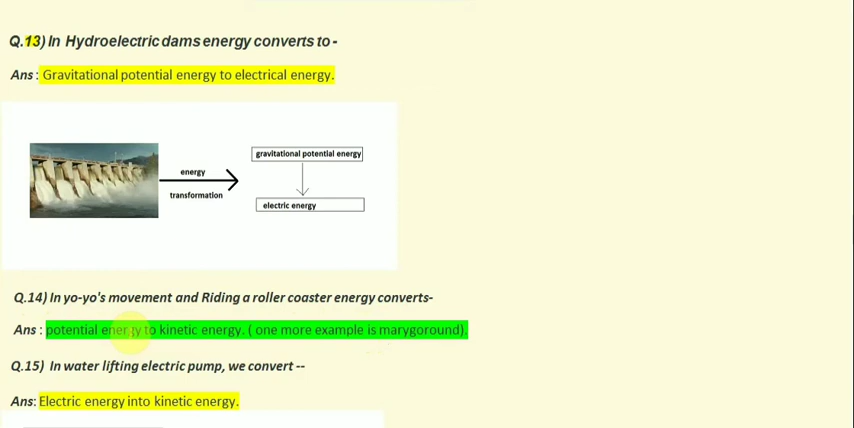 Q.13) In Hydroelectric dams energy converts to -
Ans : Gravitational potential energy to electrical energy.
gravitational potential energy
energy
transformation
electric energy
Q.14) In yo-yo's movement and Riding a roller coaster energy converts-
Ans : potential energy to kinetic energy. ( one more example is marygoround).
Q.15) In water lifting electric pump, we convert --
Ans: Electric energy into kinetic energy.